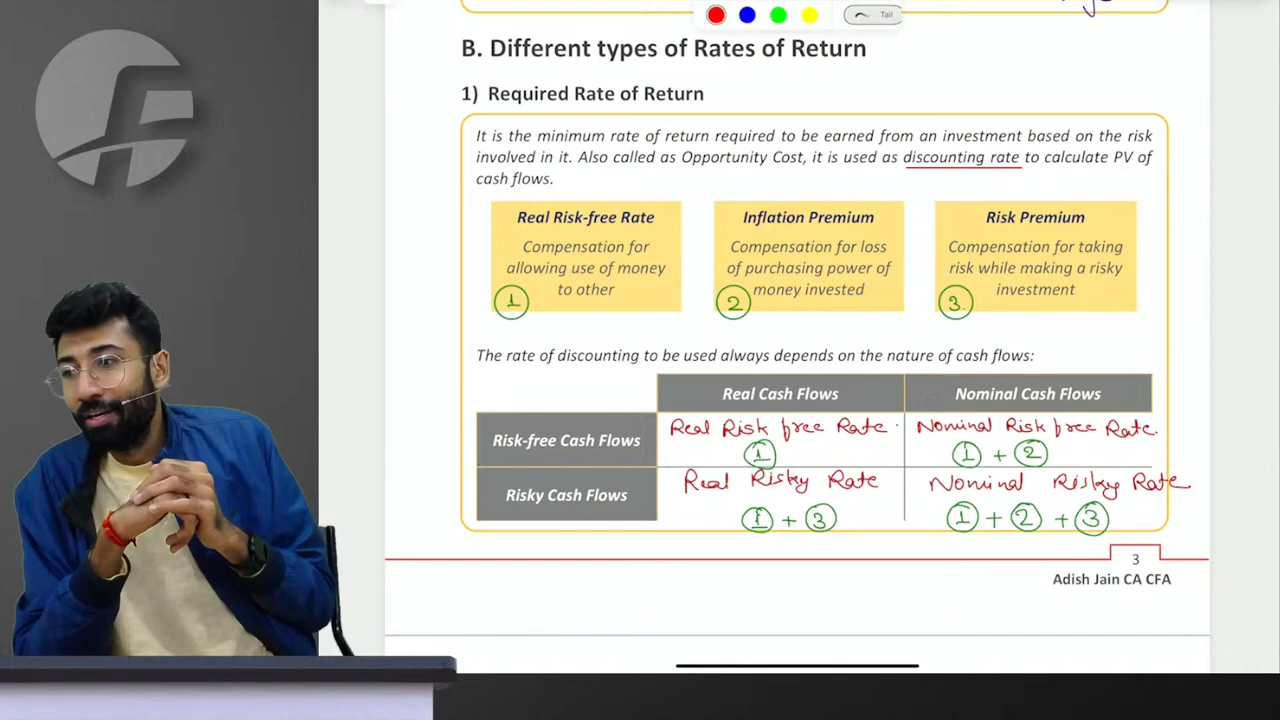 Tail
B. Different types of Rates of Return
1) Required Rate of Return
It is the minimum rate of return required to be earned from an investment based on the risk
involved in it. Also called as Opportunity Cost, it is used as discounting rate to calculate PV of
cash flows.
Real Risk-free Rate
Compensation for
allowing use of money
to other
1
Inflation Premium
Compensation for loss
of purchasing power of
money invested
2
Risk Premium
Compensation for taking
risk while making a risky
investment
3.
The rate of discounting to be used always depends on the nature of cash flows:
Real Cash Flows Nominal Cash Flows
Risk-free Cash Flows
Real Risk free Rate.
1
Nominal Risk free Rate.
1 + 2
Risky Cash Flows
Real Risky Rate
1 + 3
Nominal Risky Rate
1 + 2 + 3
3
Adish Jain CA CFA